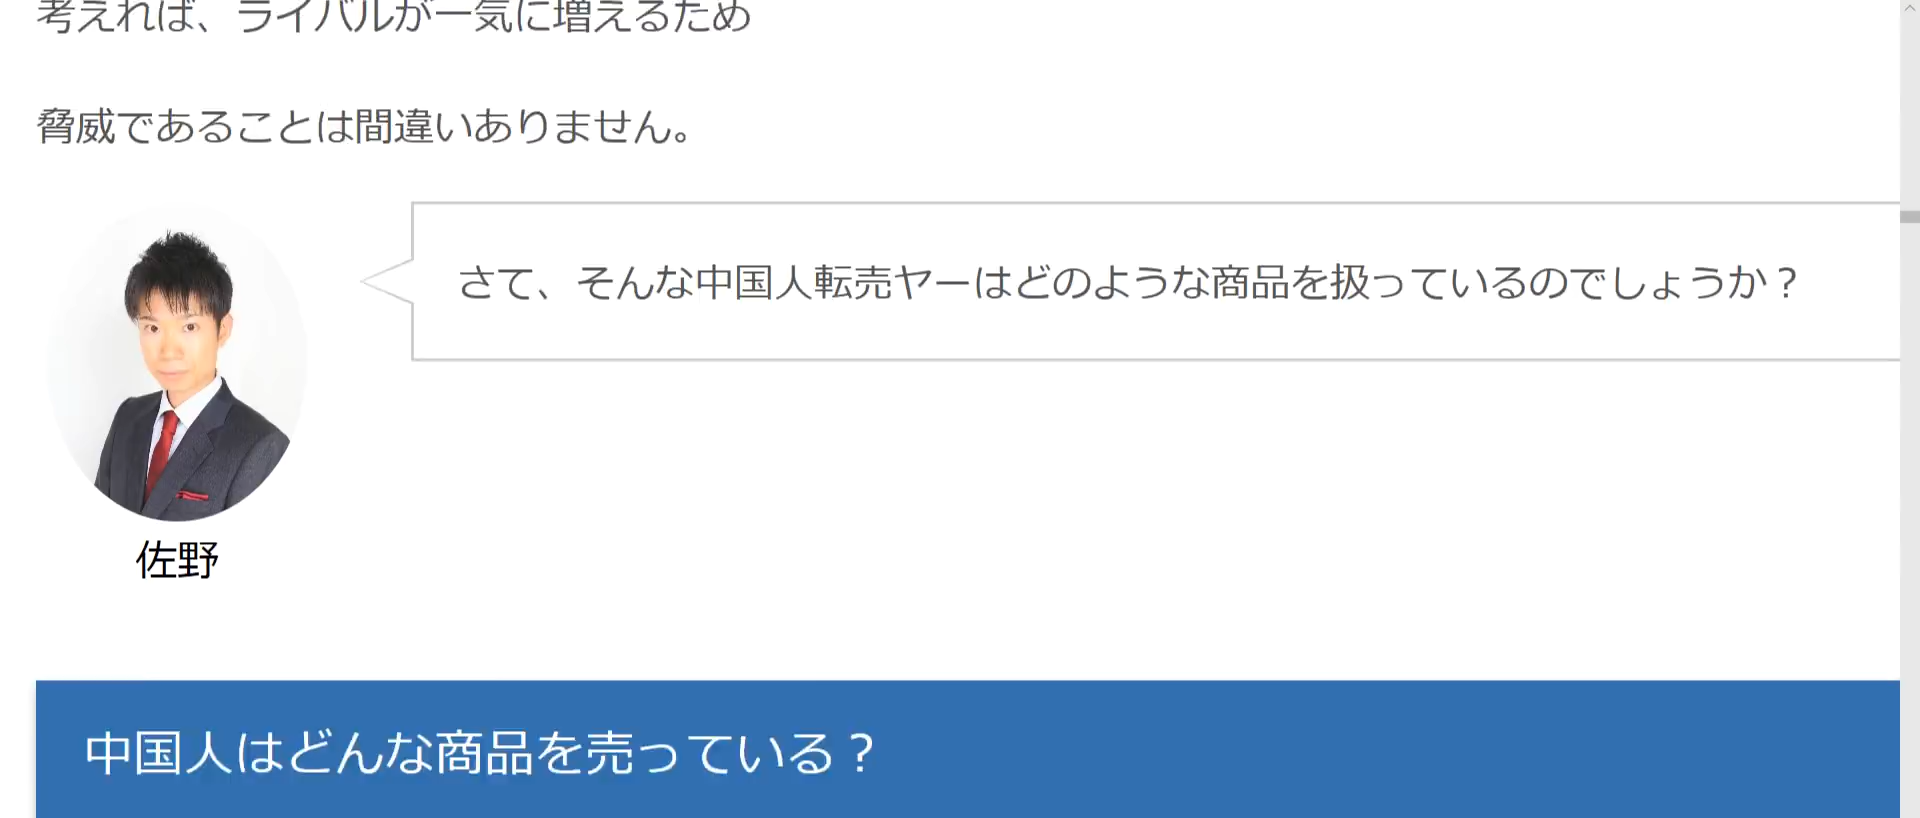 考えれば、ライバルが一気に増えるため
脅威であることは間違いありません。
さて、そんな中国人転売ヤーはどのような商品を扱っているのでしょうか？
佐野
中国人はどんな商品を売っている？